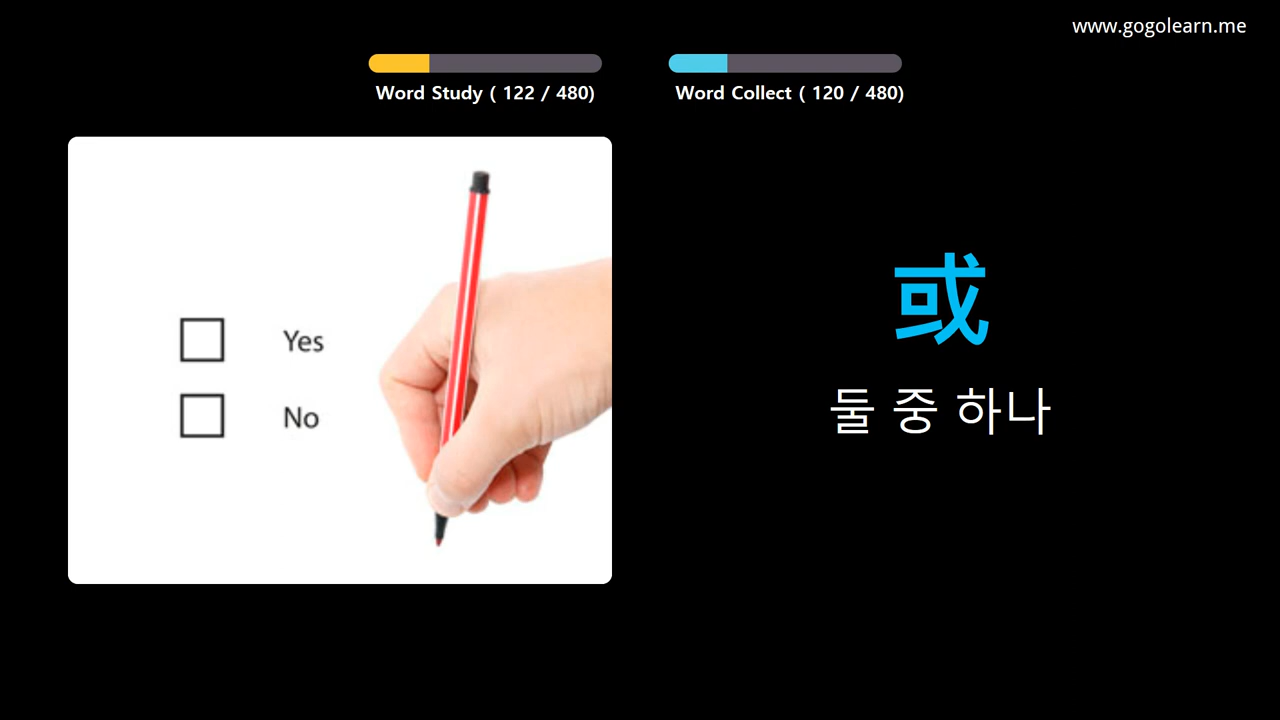 www.gogolearn.me
Word Study ( 122 / 480)
Word Collect ( 120 / 480)
Yes
No
或
둘 중 하나